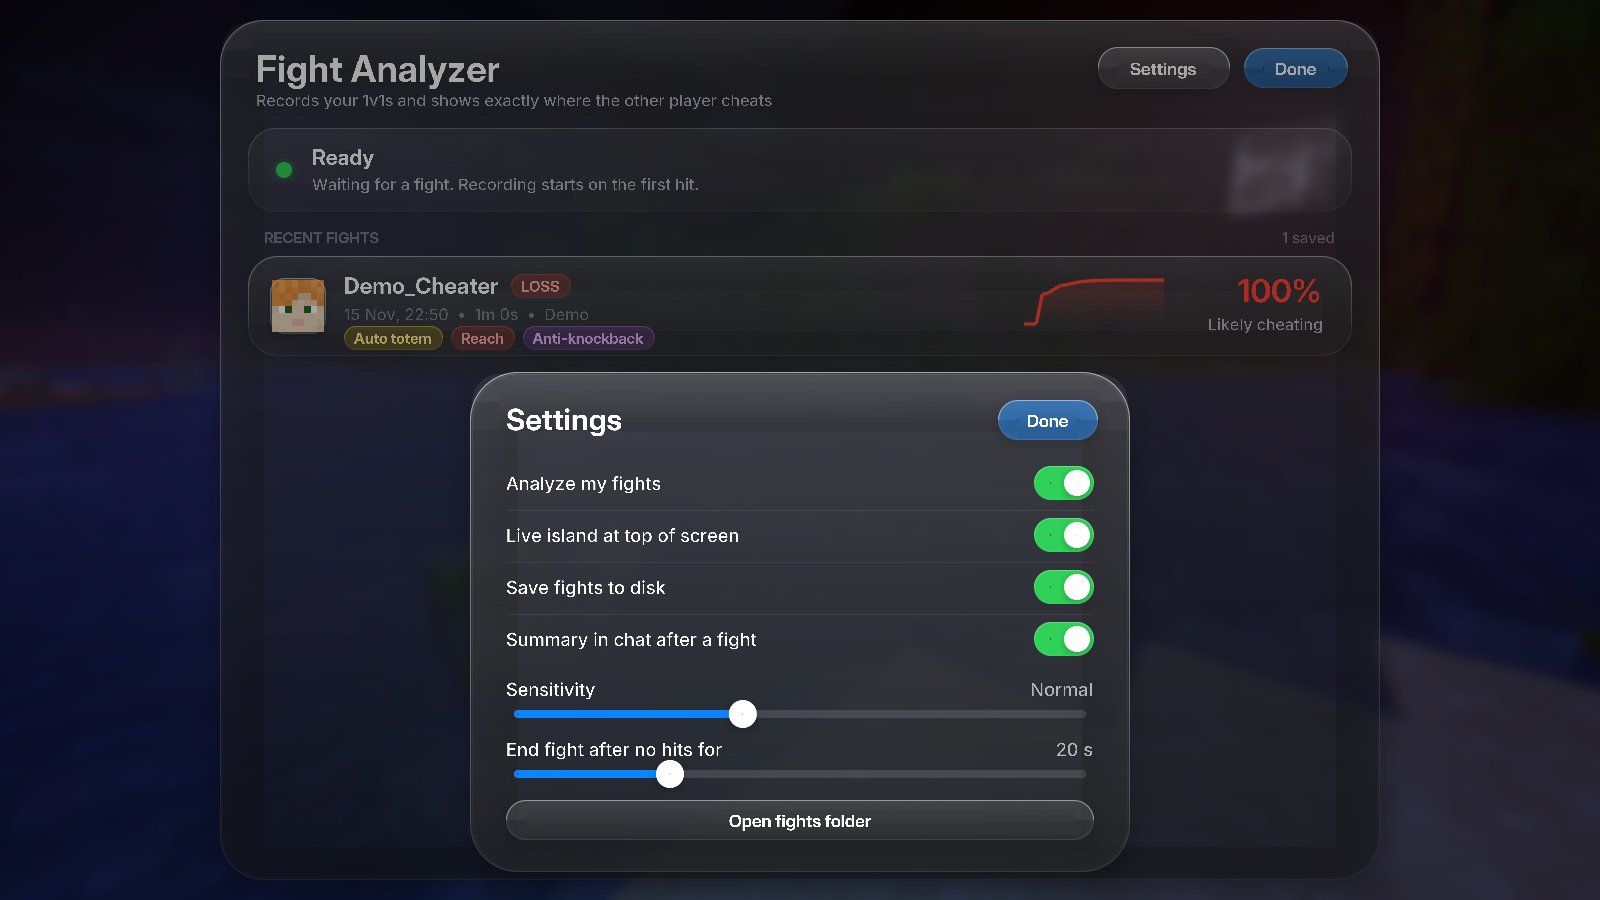 Fight Analyzer
Settings
Done
Records your 1v1s and shows exactly where the other player cheats
Ready
Waiting for a fight. Recording starts on the first hit.
RECENT FIGHTS
1 saved
Demo_Cheater LOSS
15 Nov, 22:50 • 1m 0s • Demo
Auto totem Reach Anti-knockback
100%
Likely cheating
Settings
Done
Analyze my fights
Live island at top of screen
Save fights to disk
Summary in chat after a fight
Sensitivity Normal
End fight after no hits for 20 s
Open fights folder